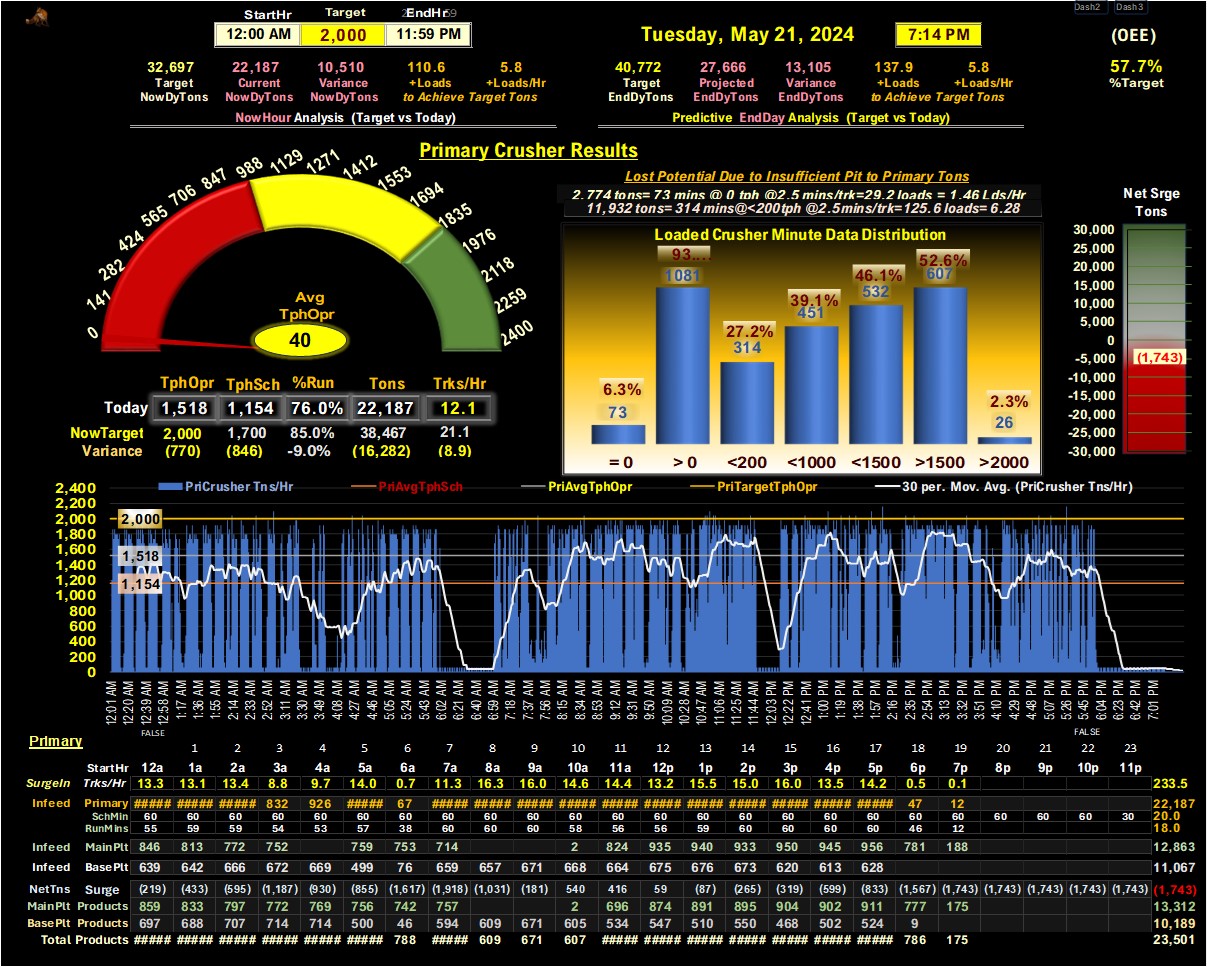 Dash2 Dash3
StartHr Target EndHr
12:00 AM 2,000 11:59 PM
Tuesday, May 21, 2024 7:14 PM (OEE)
32,697 22,187 10,510 110.6 5.8 40,772 27,666 13,105 137.9 5.8 57.7%
Target Current Variance +Loads +Loads/Hr Target Projected Variance +Loads +Loads/Hr %Target
NowDyTons NowDyTons NowDyTons to Achieve Target Tons EndDyTons EndDyTons EndDyTons to Achieve Target Tons
NowHour Analysis (Target vs Today) Predictive EndDay Analysis (Target vs Today)
Primary Crusher Results
0 141 282 424 565 706 847 988 1129 1271 1412 1553 1694 1835 1976 2118 2259 2400
Avg
TphOpr
40
Lost Potential Due to Insufficient Pit to Primary Tons
2,774 tons= 73 mins @ 0 tph @2.5 mins/trk=29.2 loads = 1.46 Lds/Hr
11,932 tons= 314 mins@<200tph @2.5mins/trk=125.6 loads= 6.28
Loaded Crusher Minute Data Distribution
6.3% 93.... 27.2% 39.1% 46.1% 52.6% 2.3%
73 1081 314 451 532 607 26
= 0 > 0 <200 <1000 <1500 >1500 >2000
Net Srge
Tons
30,000
25,000
20,000
15,000
10,000
5,000
0
-5,000
(1,743)
-10,000
-15,000
-20,000
-25,000
-30,000
TphOpr TphSch %Run Tons Trks/Hr
Today 1,518 1,154 76.0% 22,187 12.1
NowTarget 2,000 1,700 85.0% 38,467 21.1
Variance (770) (846) -9.0% (16,282) (8.9)
PriCrusher Tns/Hr PriAvgTphSch PriAvgTphOpr PriTargetTphOpr 30 per. Mov. Avg. (PriCrusher Tns/Hr)
2,400
2,200
2,000
1,800
1,600
1,400
1,200
1,000
800
600
400
200
2,000
1,518
1,154
12:01 AM 12:20 AM 12:39 AM 12:58 AM 1:17 AM 1:36 AM 1:55 AM 2:14 AM 2:33 AM 2:52 AM 3:11 AM 3:30 AM 3:49 AM 4:08 AM 4:27 AM 4:46 AM 5:05 AM 5:24 AM 5:43 AM 6:02 AM 6:21 AM 6:40 AM 6:59 AM 7:18 AM 7:37 AM 7:56 AM 8:15 AM 8:34 AM 8:53 AM 9:12 AM 9:31 AM 9:50 AM 10:09 AM 10:28 AM 10:47 AM 11:06 AM 11:25 AM 11:44 AM 12:03 PM 12:22 PM 12:41 PM 1:00 PM 1:19 PM 1:38 PM 1:57 PM 2:16 PM 2:35 PM 2:54 PM 3:13 PM 3:32 PM 3:51 PM 4:10 PM 4:29 PM 4:48 PM 5:07 PM 5:26 PM 5:45 PM 6:04 PM 6:23 PM 6:42 PM 7:01 PM
FALSE FALSE
Primary 1 2 3 4 5 6 7 8 9 10 11 12 13 14 15 16 17 18 19 20 21 22 23
StartHr 12a 1a 2a 3a 4a 5a 6a 7a 8a 9a 10a 11a 12p 1p 2p 3p 4p 5p 6p 7p 8p 9p 10p 11p
SurgeIn Trks/Hr 13.3 13.1 13.4 8.8 9.7 14.0 0.7 11.3 16.3 16.0 14.6 14.4 13.2 15.5 15.0 16.0 13.5 14.2 0.5 0.1 233.5
Infeed Primary ##### ##### ##### 832 926 ##### 67 ##### ##### ##### ##### ##### ##### ##### ##### ##### ##### ##### 47 12 22,187
SchMin 60 60 60 60 60 60 60 60 60 60 60 60 60 60 60 60 60 60 60 60 60 60 60 30 20.0
RunMins 55 59 59 54 53 57 38 60 60 60 58 56 56 59 60 60 60 60 46 12 18.0
Infeed MainPlt 846 813 772 752 759 753 714 2 824 935 940 933 950 945 956 781 188 12,863
Infeed BasePlt 639 642 666 672 669 499 76 659 657 671 668 664 675 676 673 620 613 628 11,067
NetTns Surge (219) (433) (595) (1,187) (930) (855) (1,617) (1,918) (1,031) (181) 540 416 59 (87) (265) (319) (599) (833) (1,567) (1,743) (1,743) (1,743) (1,743) (1,743) (1,743)
MainPlt Products 859 833 797 772 769 756 742 757 2 696 874 891 895 904 902 911 777 175 13,312
BasePlt Products 697 688 707 714 714 500 46 594 609 671 605 534 547 510 550 468 502 524 9 10,189
Total Products ##### ##### ##### ##### ##### ##### 788 ##### 609 671 607 ##### ##### ##### ##### ##### ##### ##### 786 175 23,501